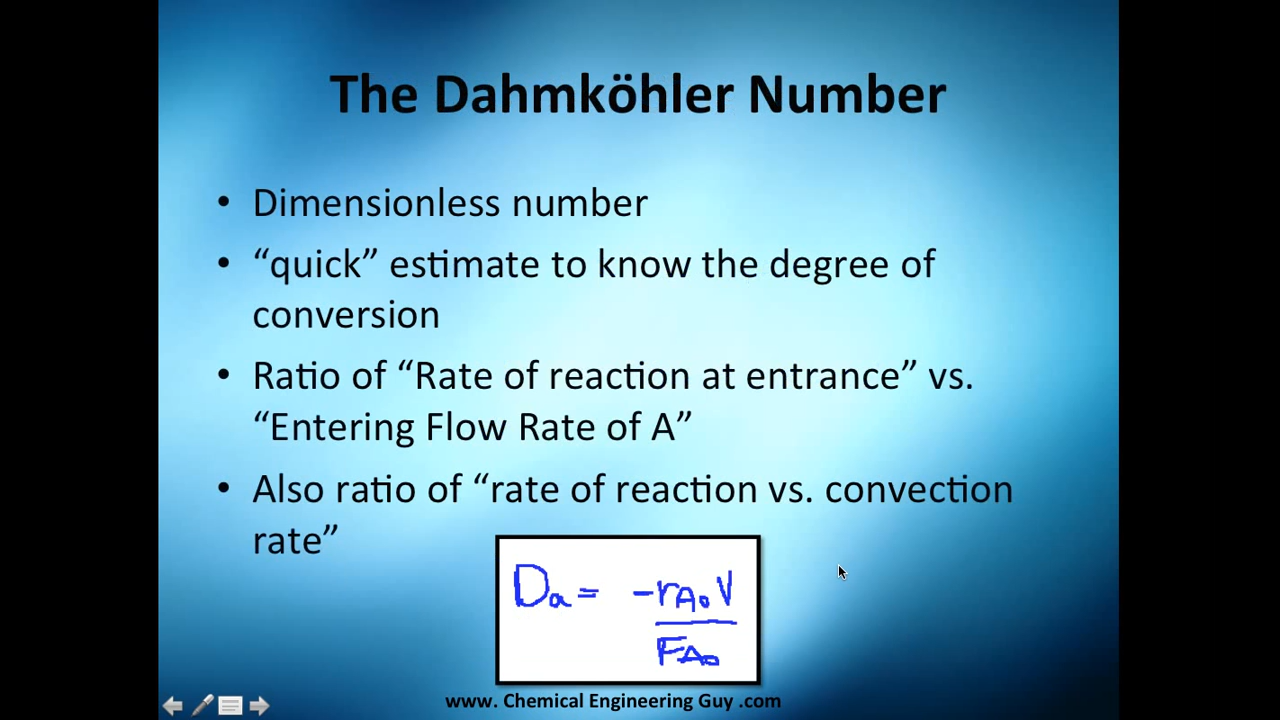 The Dahmköhler Number
• Dimensionless number
• “quick” estimate to know the degree of
conversion
• Ratio of “Rate of reaction at entrance” vs.
“Entering Flow Rate of A”
• Also ratio of “rate of reaction vs. convection
rate”
Da = -rA₀V
FA₀
www. Chemical Engineering Guy .com